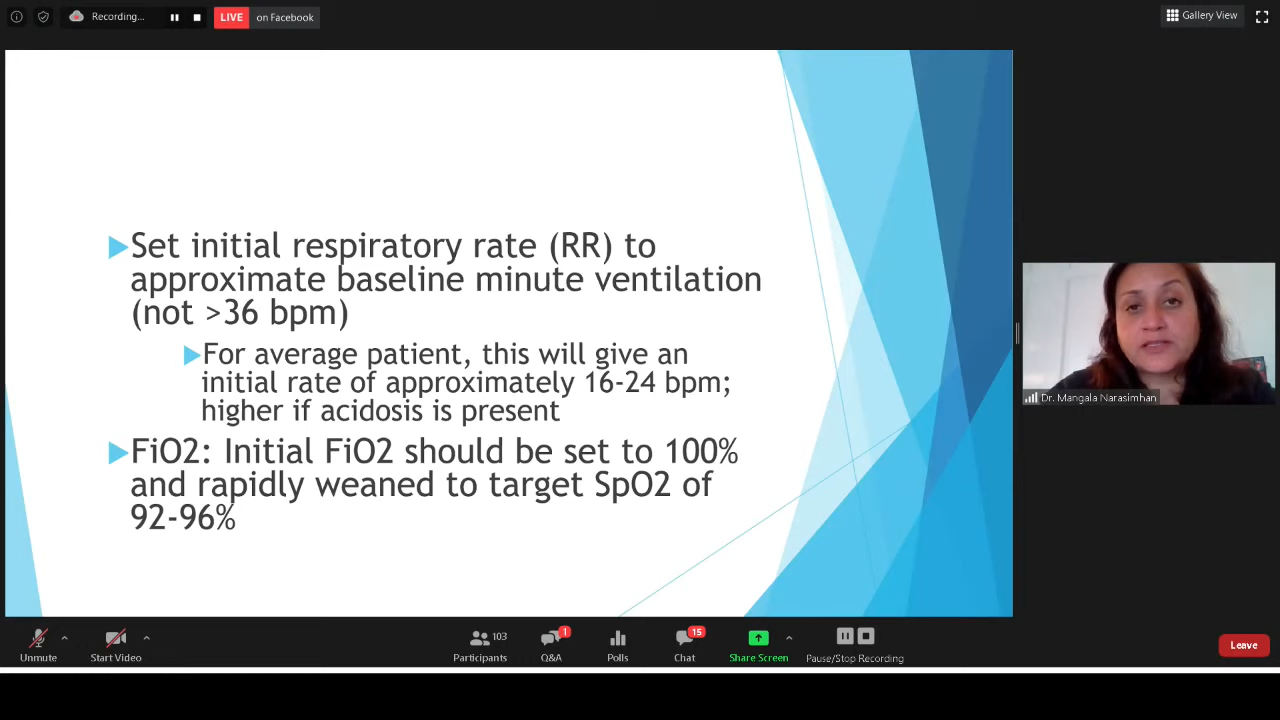 Recording...
LIVE on Facebook
Gallery View
Set initial respiratory rate (RR) to
approximate baseline minute ventilation
(not >36 bpm)
For average patient, this will give an
initial rate of approximately 16-24 bpm;
higher if acidosis is present
FiO2: Initial FiO2 should be set to 100%
and rapidly weaned to target SpO2 of
92-96%
Dr. Mangala Narasimhan
103
1
15
Unmute
Start Video
Participants
Q&A
Polls
Chat
Share Screen
Pause/Stop Recording
Leave